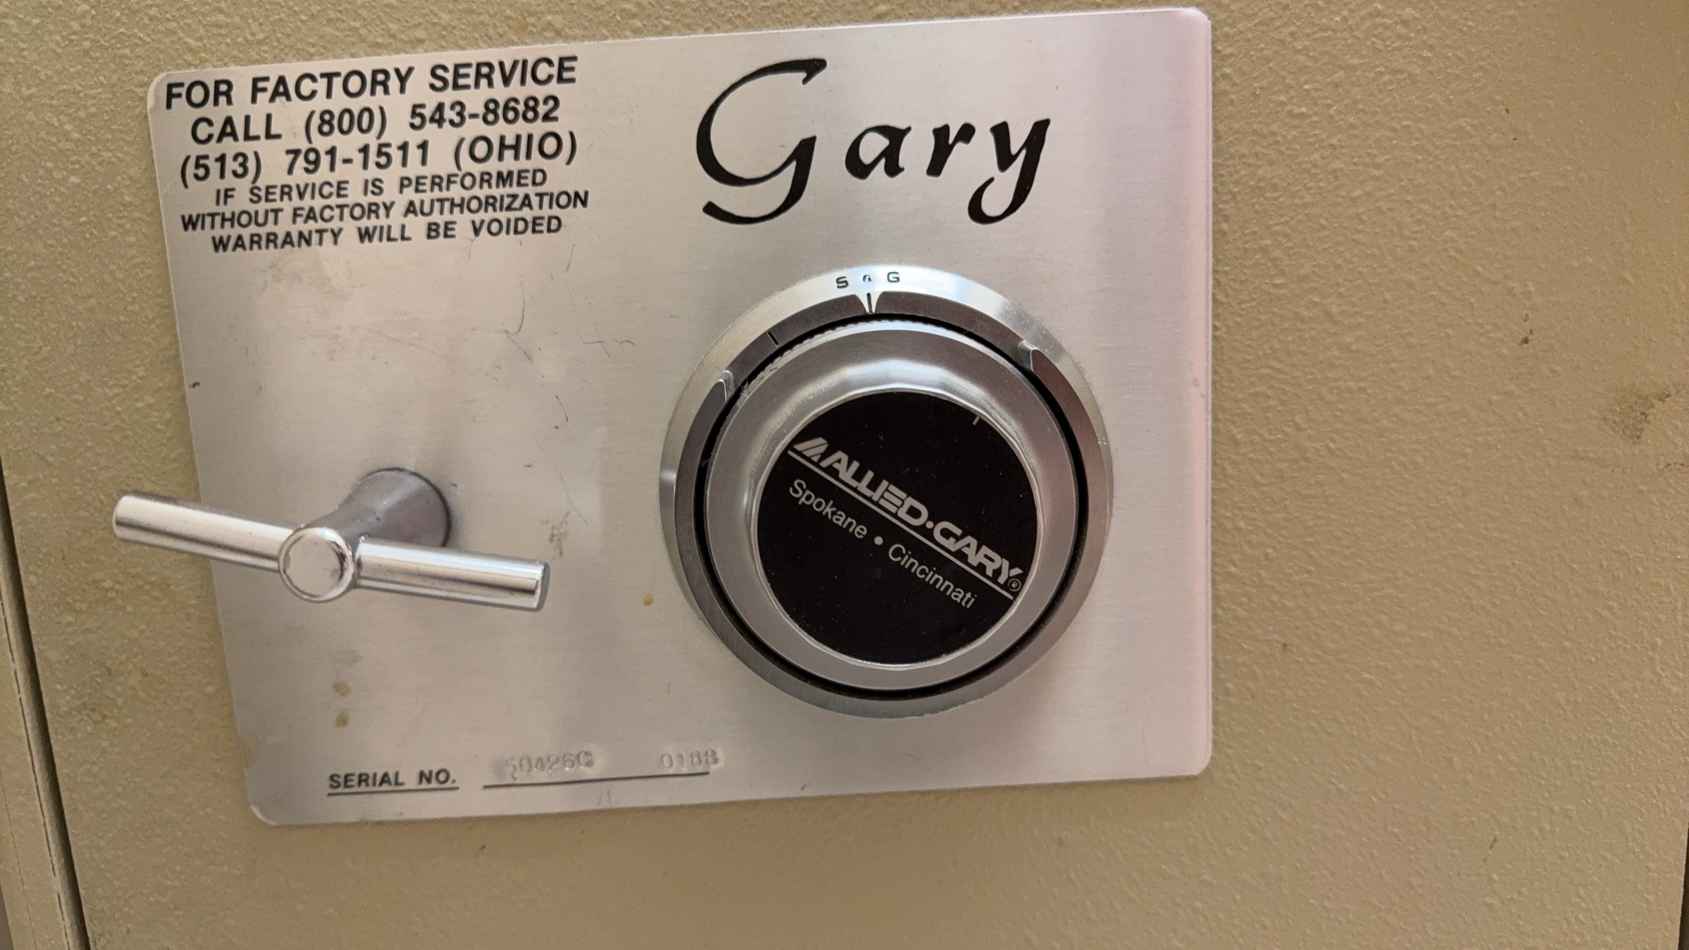 FOR FACTORY SERVICE
CALL (800) 543-8682
(513) 791-1511 (OHIO)
IF SERVICE IS PERFORMED
WITHOUT FACTORY AUTHORIZATION
WARRANTY WILL BE VOIDED
Gary
S & G
ALLIED·GARY®
Spokane • Cincinnati
SERIAL NO.